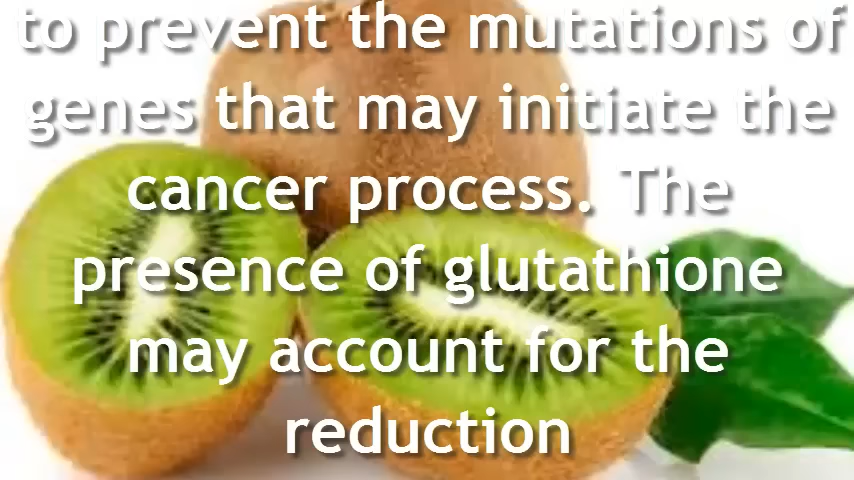 to prevent the mutations of
genes that may initiate the
cancer process. The
presence of glutathione
may account for the
reduction